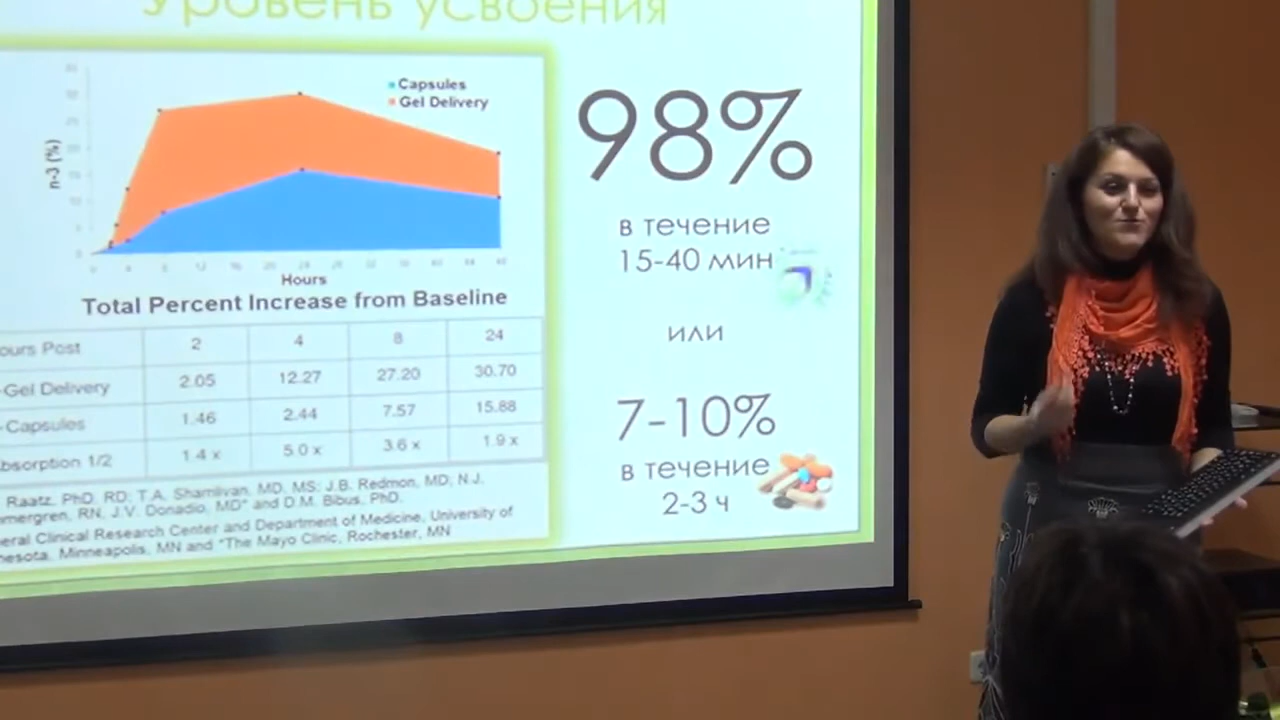 Уровень усвоения
Capsules
Gel Delivery
n-3 (%)
Hours
Total Percent Increase from Baseline
ours Post 2 4 8 24
-Gel Delivery 2.05 12.27 27.20 30.70
-Capsules 1.46 2.44 7.57 15.88
bsorption 1/2 1.4 x 5.0 x 3.6 x 1.9 x
Raatz, PhD, RD, T.A. MD, MS; J.B. Redmon, MD, N.J.
mmergren, RN, J.V. Donadio, MD* and D.M. Bibus, PhD.
eral Clinical Research Center and Department of Medicine, University of
nesota, Minneapolis, MN and *The Mayo Clinic, Rochester, MN
98%
в течение
15-40 мин
или
7-10%
в течение
2-3 ч